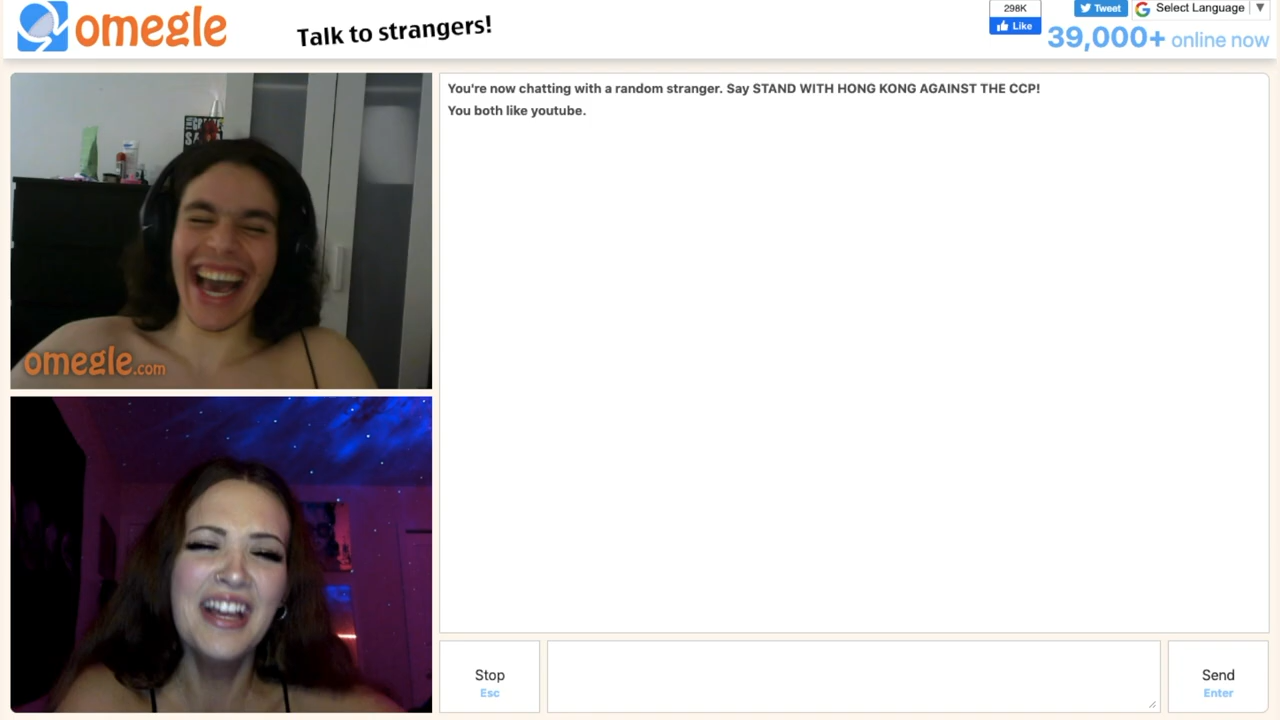 omegle
Talk to strangers!
298K
Like
Tweet
Select Language ▼
39,000+ online now
You're now chatting with a random stranger. Say STAND WITH HONG KONG AGAINST THE CCP!
You both like youtube.
omegle.com
Stop
Esc
Send
Enter